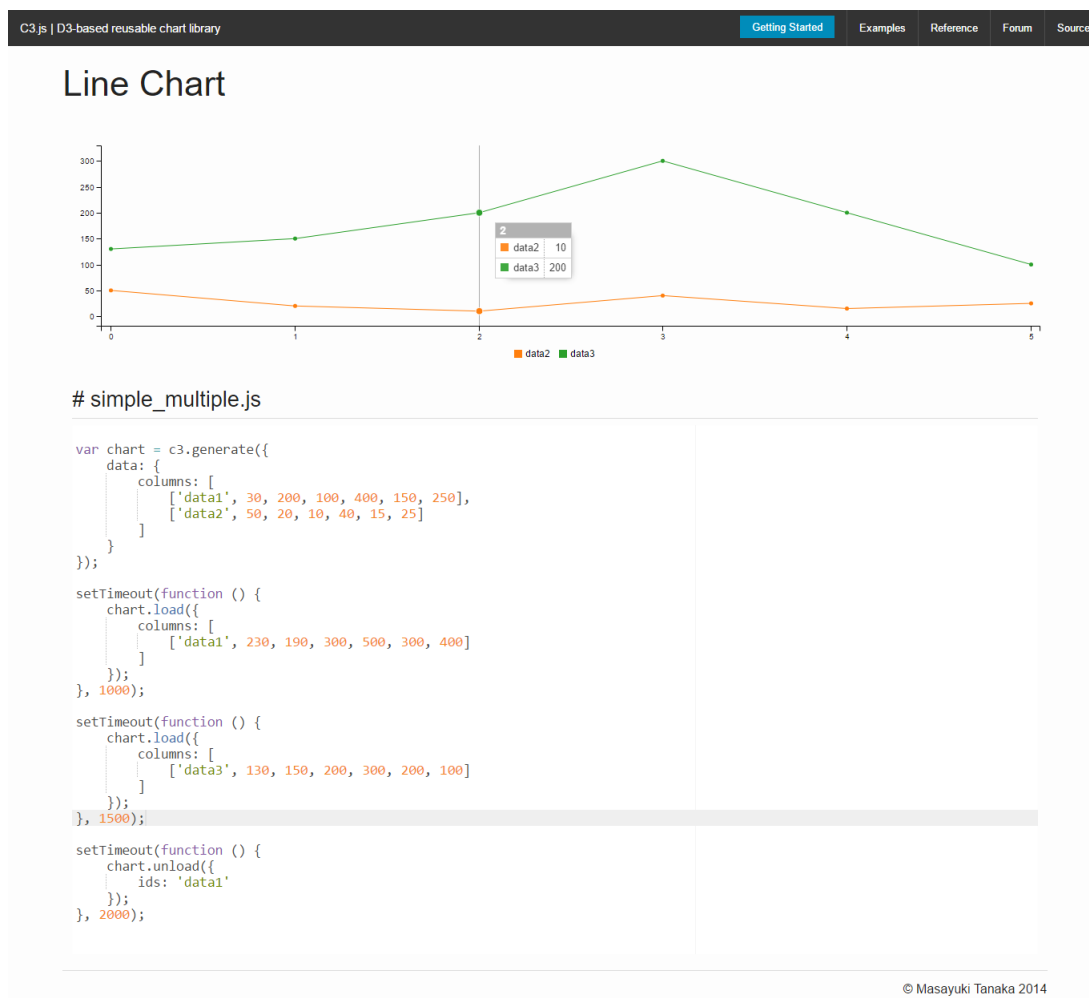 C3.js | D3-based reusable chart library
Getting Started Examples Reference Forum Source
Line Chart
300
250
200
150
100
50
0
2
data2 10
data3 200
0 1 2 3 4 5
data2 data3
# simple_multiple.js
var chart = c3.generate({
    data: {
        columns: [
            ['data1', 30, 200, 100, 400, 150, 250],
            ['data2', 50, 20, 10, 40, 15, 25]
        ]
    }
});
setTimeout(function () {
    chart.load({
        columns: [
            ['data1', 230, 190, 300, 500, 300, 400]
        ]
    });
}, 1000);
setTimeout(function () {
    chart.load({
        columns: [
            ['data3', 130, 150, 200, 300, 200, 100]
        ]
    });
}, 1500);
setTimeout(function () {
    chart.unload({
        ids: 'data1'
    });
}, 2000);
© Masayuki Tanaka 2014